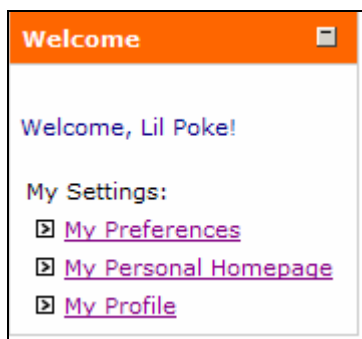 Welcome
Welcome, Lil Poke!
My Settings:
My Preferences
My Personal Homepage
My Profile